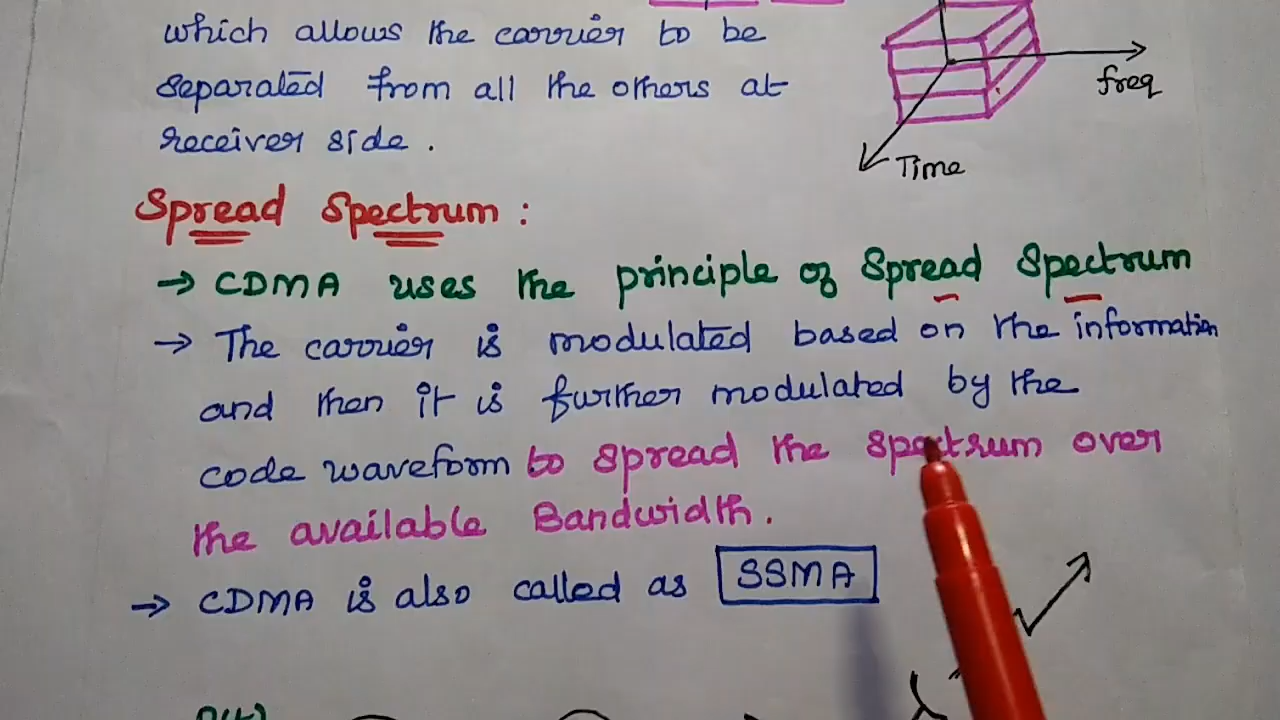 which allows the carrier to be
separated from all the others at
receiver side.
freq
Time
Spread Spectrum :
→ CDMA uses the principle of Spread Spectrum
→ The carrier is modulated based on the information
and then it is further modulated by the
code waveform to spread the spectrum over
the available Bandwidth.
→ CDMA is also called as SSMA